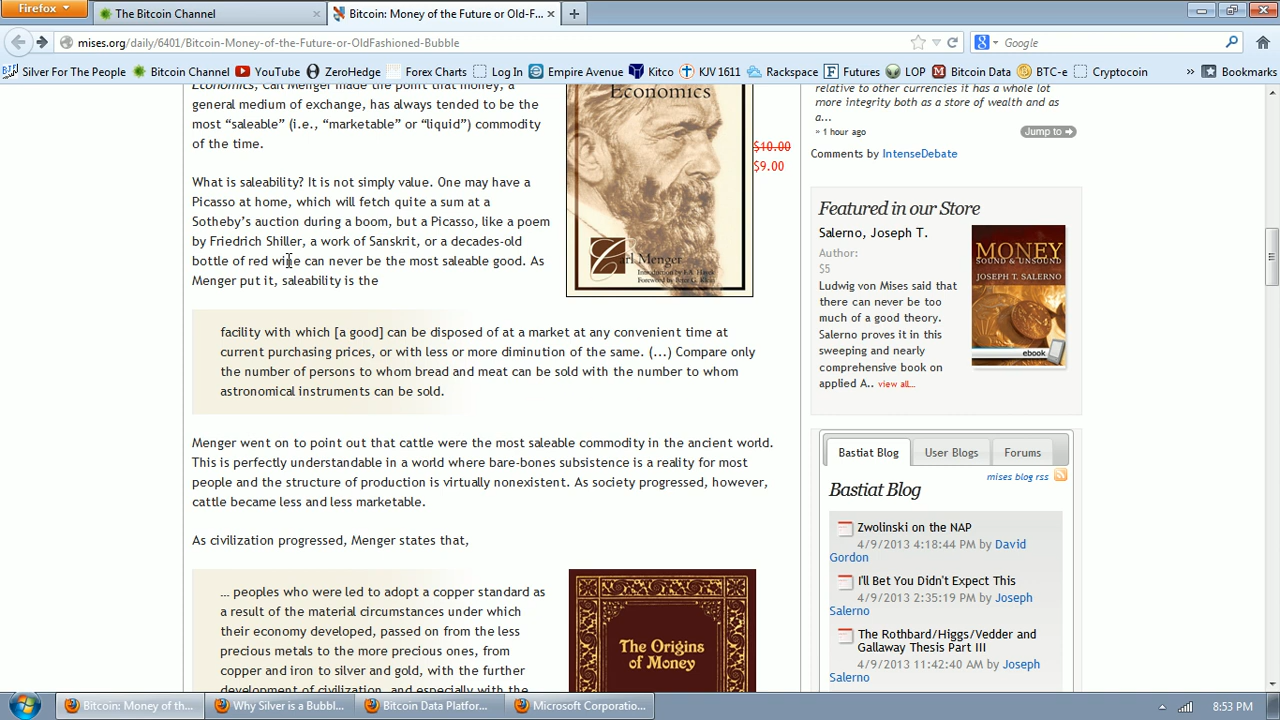 Firefox
The Bitcoin Channel
Bitcoin: Money of the Future or Old-F...
mises.org/daily/6401/Bitcoin-Money-of-the-Future-or-OldFashioned-Bubble
Google
Silver For The People
Bitcoin Channel
YouTube
ZeroHedge
Forex Charts
Log In
Empire Avenue
Kitco
KJV 1611
Rackspace
Futures
LOP
Bitcoin Data
BTC-e
Cryptocoin
»
Bookmarks
Economics, Carl Menger made the point that money, a
general medium of exchange, has always tended to be the
most “saleable” (i.e., “marketable” or “liquid”) commodity
of the time.
What is saleability? It is not simply value. One may have a
Picasso at home, which will fetch quite a sum at a
Sotheby’s auction during a boom, but a Picasso, like a poem
by Friedrich Shiller, a work of Sanskrit, or a decades-old
bottle of red wine can never be the most saleable good. As
Menger put it, saleability is the
Economics
Carl Menger
Introduction by F.A. Hayek
Foreword by Peter G. Klein
$10.00
$9.00
facility with which [a good] can be disposed of at a market at any convenient time at
current purchasing prices, or with less or more diminution of the same. (...) Compare only
the number of persons to whom bread and meat can be sold with the number to whom
astronomical instruments can be sold.
Menger went on to point out that cattle were the most saleable commodity in the ancient world.
This is perfectly understandable in a world where bare-bones subsistence is a reality for most
people and the structure of production is virtually nonexistent. As society progressed, however,
cattle became less and less marketable.
As civilization progressed, Menger states that,
... peoples who were led to adopt a copper standard as
a result of the material circumstances under which
their economy developed, passed on from the less
precious metals to the more precious ones, from
copper and iron to silver and gold, with the further
development of civilization, and especially with the
The Origins
of Money
relative to other currencies it has a whole lot
more integrity both as a store of wealth and as
a...
» 1 hour ago
Jump to
Comments by IntenseDebate
Featured in our Store
Salerno, Joseph T.
Author:
$5
Ludwig von Mises said that
there can never be too
much of a good theory.
Salerno proves it in this
sweeping and nearly
comprehensive book on
applied A.. view all...
MONEY
SOUND & UNSOUND
JOSEPH T. SALERNO
ebook
Bastiat Blog
User Blogs
Forums
mises blog rss
Bastiat Blog
Zwolinski on the NAP
4/9/2013 4:18:44 PM by David
Gordon
I'll Bet You Didn't Expect This
4/9/2013 2:35:19 PM by Joseph
Salerno
The Rothbard/Higgs/Vedder and
Gallaway Thesis Part III
4/9/2013 11:42:40 AM by Joseph
Salerno
Bitcoin: Money of th...
Why Silver is a Bubbl...
Bitcoin Data Platfor...
Microsoft Corporatio...
8:53 PM